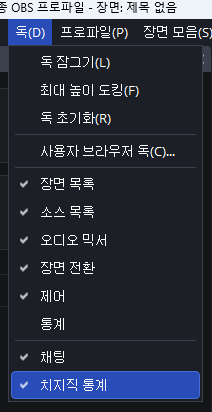 종 OBS 프로파일 - 장면: 제목 없음
독(D) 프로파일(P) 장면 모음(S)
독 잠그기(L)
최대 높이 도킹(F)
독 초기화(R)
사용자 브라우저 독(C)...
장면 목록
소스 목록
오디오 믹서
장면 전환
제어
통계
채팅
치지직 통계